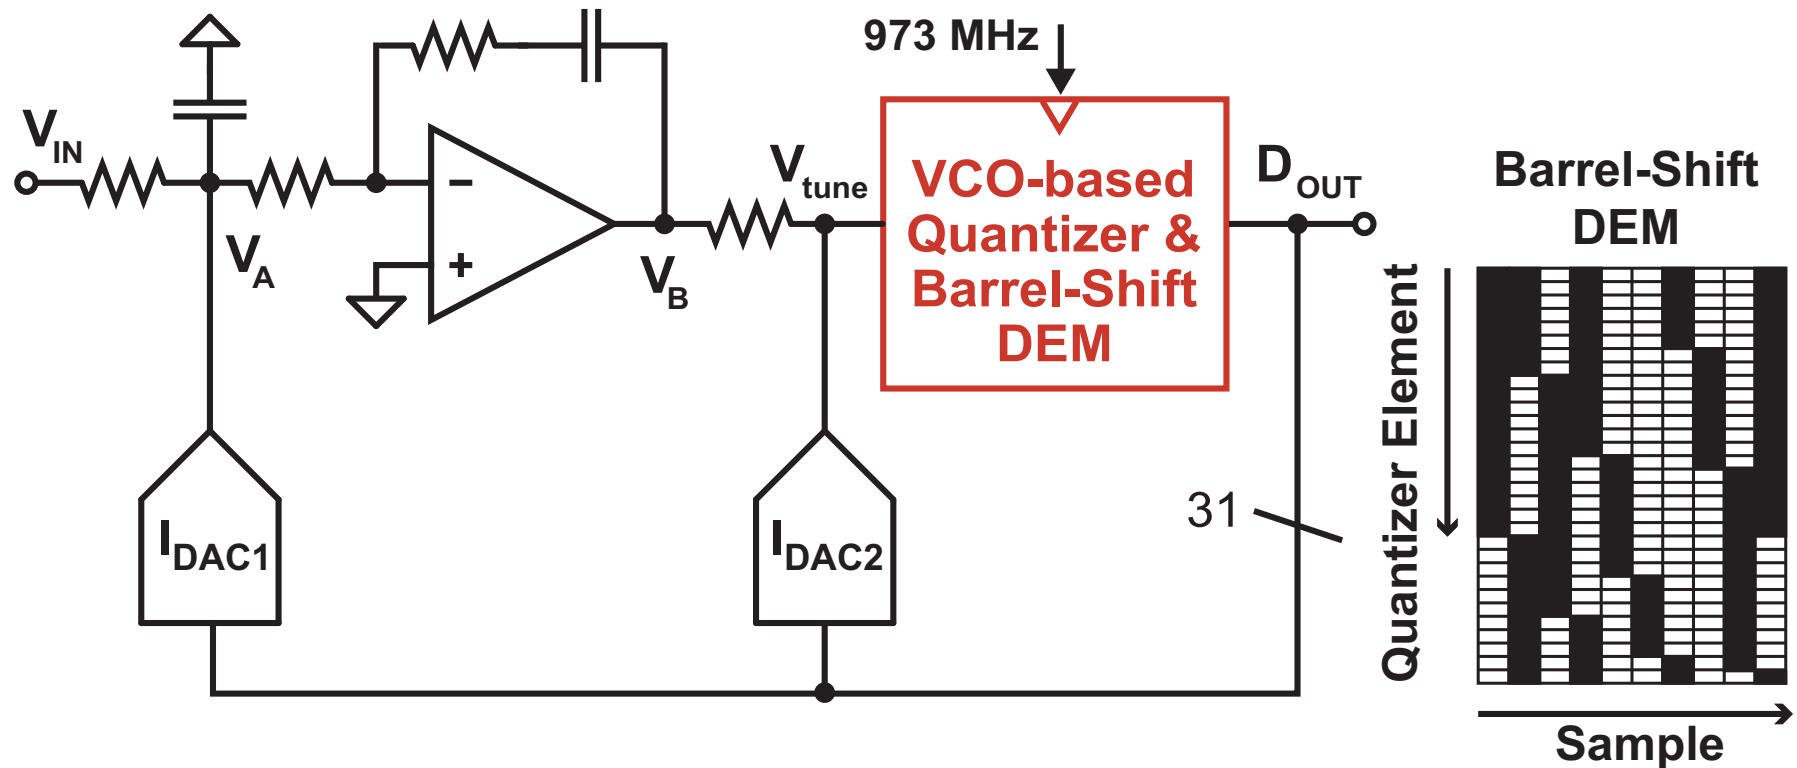 973 MHz
V_IN
V_A
−
+
V_B
V_tune
VCO-based
Quantizer &
Barrel-Shift
DEM
D_OUT
I_DAC1
I_DAC2
31
Barrel-Shift
DEM
Quantizer Element
Sample